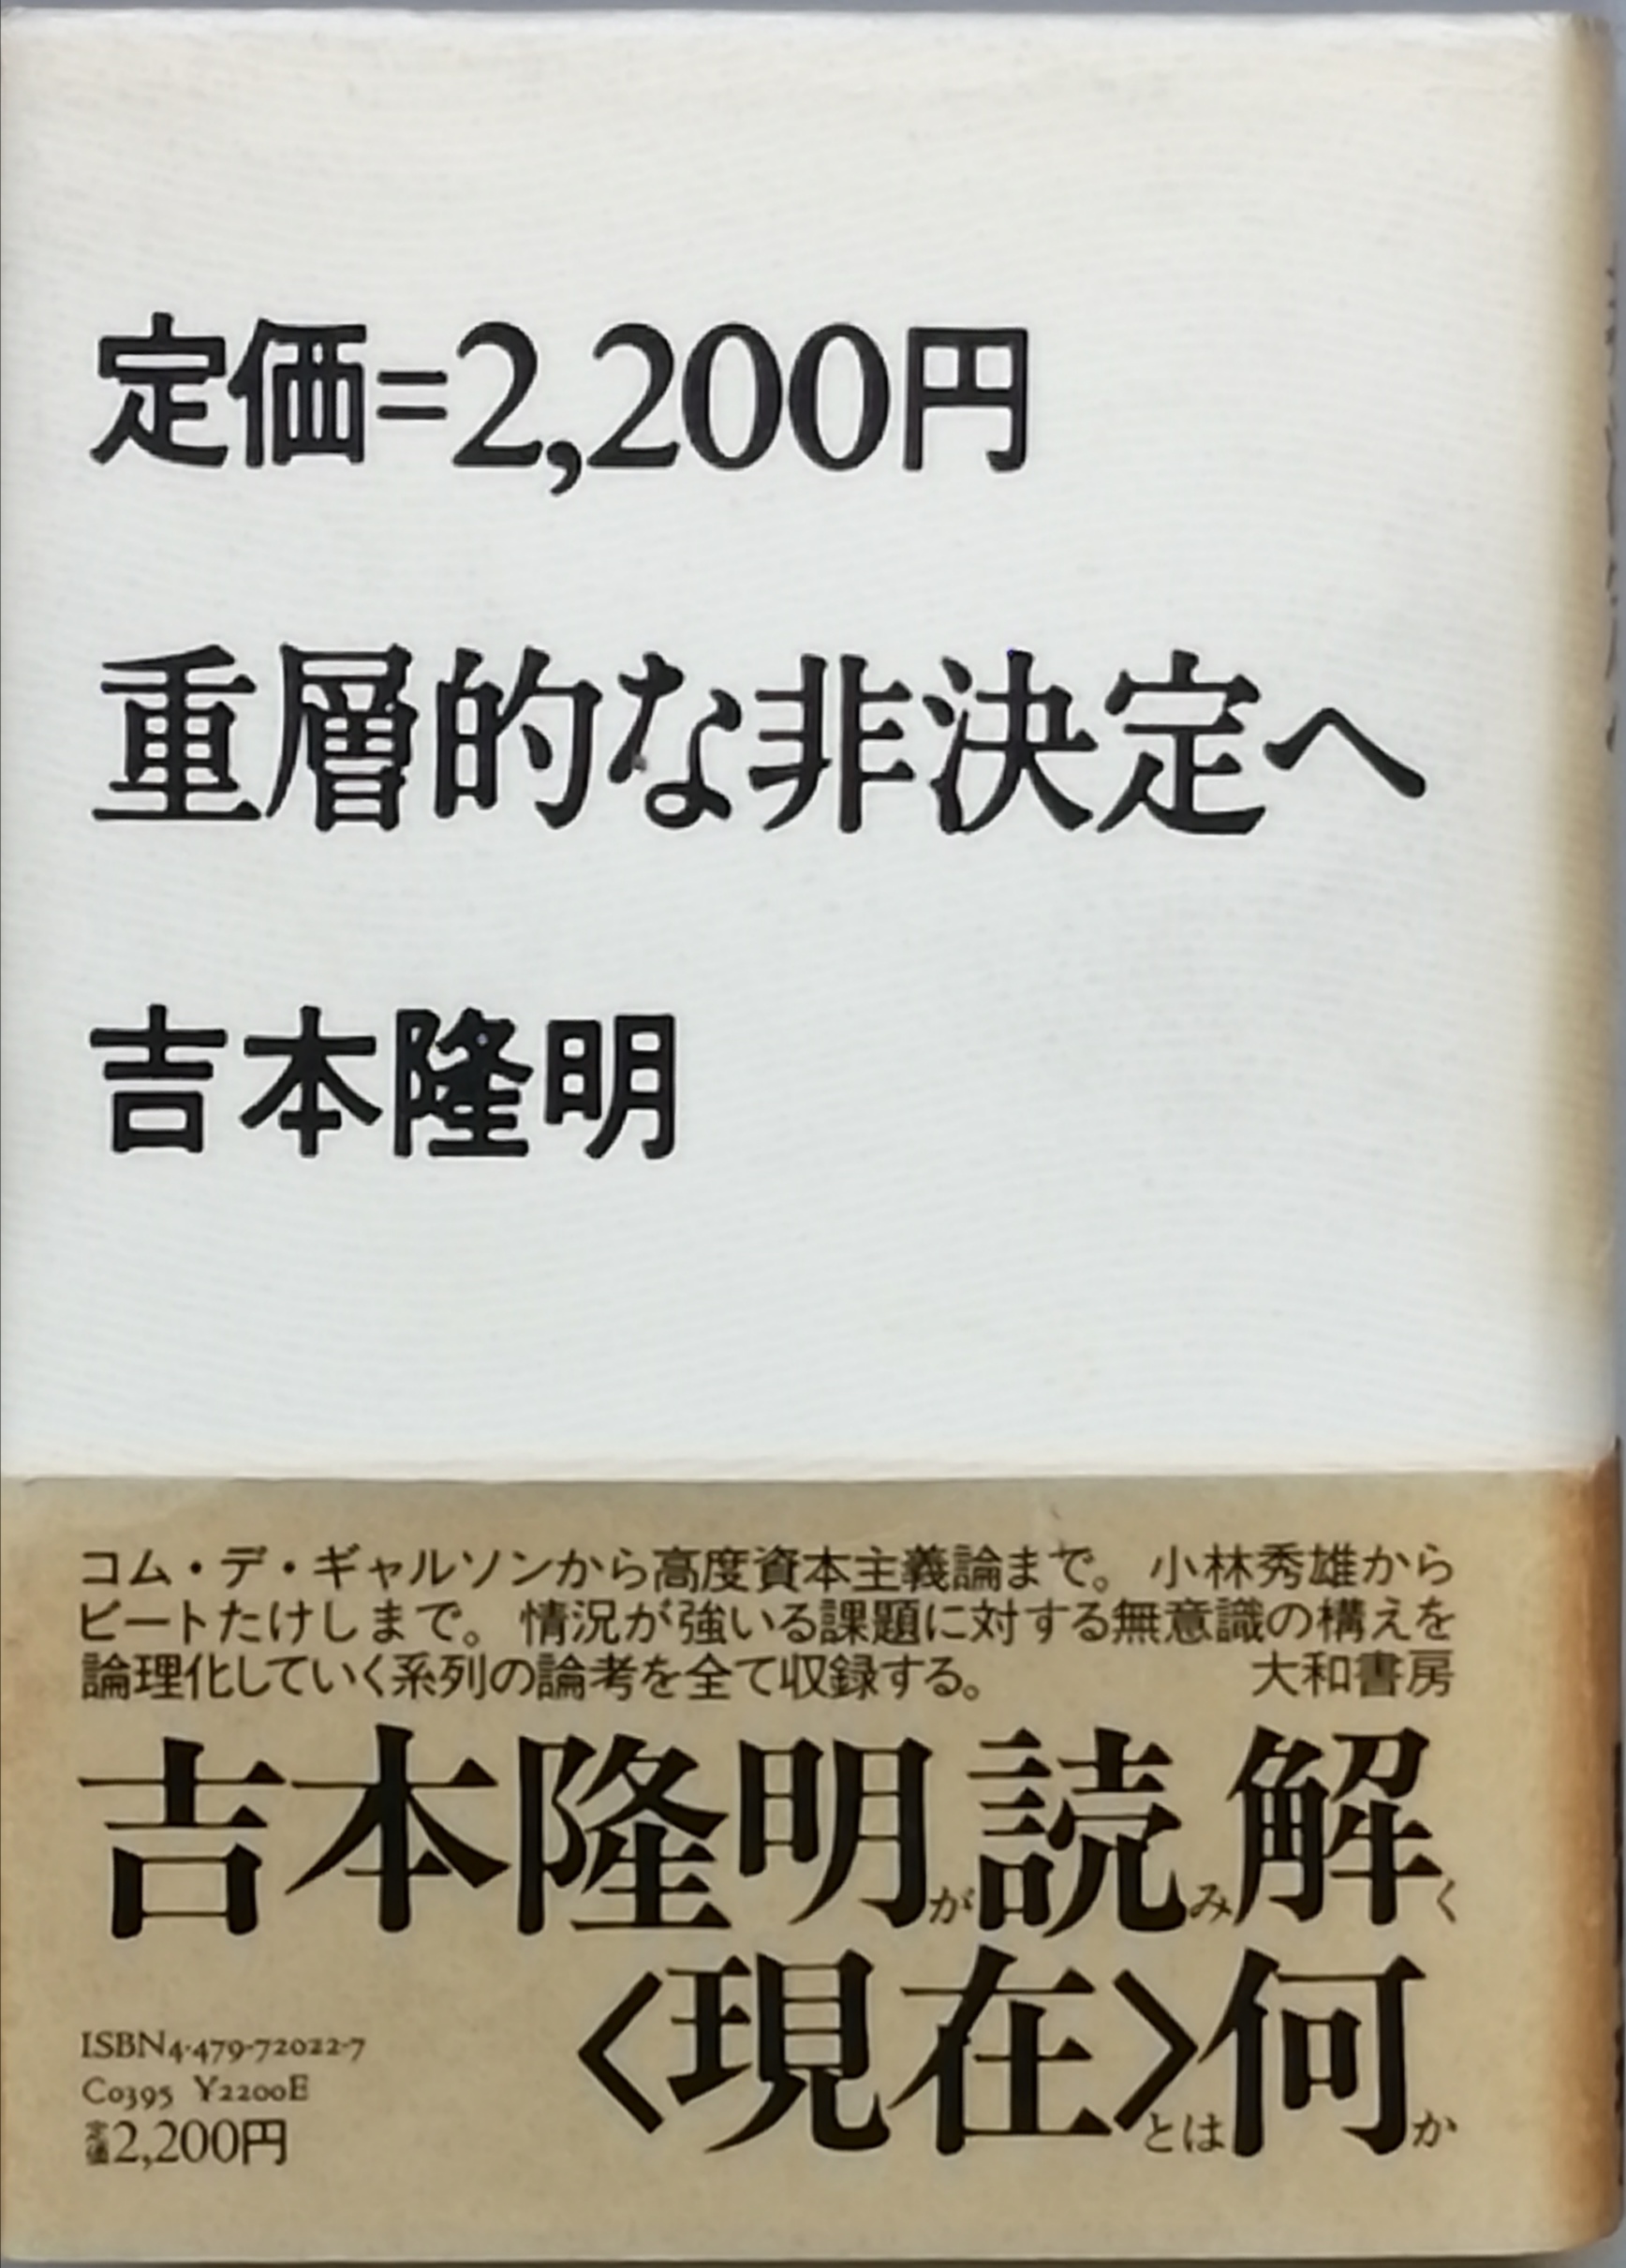 定価=2,200円
重層的な非決定へ
吉本隆明
コム・デ・ギャルソンから高度資本主義論まで。小林秀雄から
ビートたけしまで。情況が強いる課題に対する無意識の構えを
論理化していく系列の論考を全て収録する。 大和書房
吉本隆明が読み解く
〈現在〉とは何か
ISBN4-479-72022-7
C0395 Y2200E
定価2,200円